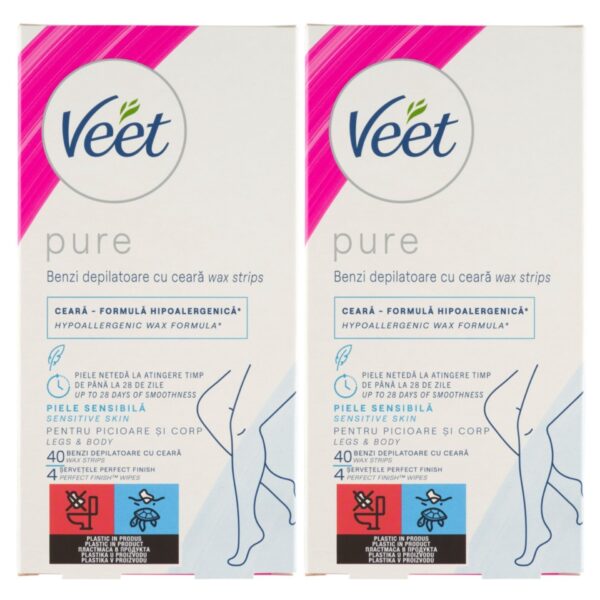 Veet
pure
Benzi depilatoare cu ceară wax strips
CEARĂ - FORMULĂ HIPOALERGENICĂ*
HYPOALLERGENIC WAX FORMULA*
PIELE NETEDĂ LA ATINGERE TIMP
DE PÂNĂ LA 28 DE ZILE
UP TO 28 DAYS OF SMOOTHNESS
PIELE SENSIBILĂ
SENSITIVE SKIN
PENTRU PICIOARE ȘI CORP
LEGS & BODY
40 BENZI DEPILATOARE CU CEARĂ
WAX STRIPS
4 ȘERVEȚELE PERFECT FINISH
PERFECT FINISH™ WIPES
PLASTIC IN PRODUS
PLASTIC IN PRODUCT
ПЛАСТМАСА В ПРОДУКТА
PLASTIKA U PROIZVODU
PLASTIKA V PROIZVODU
Veet
pure
Benzi depilatoare cu ceară wax strips
CEARĂ - FORMULĂ HIPOALERGENICĂ*
HYPOALLERGENIC WAX FORMULA*
PIELE NETEDĂ LA ATINGERE TIMP
DE PÂNĂ LA 28 DE ZILE
UP TO 28 DAYS OF SMOOTHNESS
PIELE SENSIBILĂ
SENSITIVE SKIN
PENTRU PICIOARE ȘI CORP
LEGS & BODY
40 BENZI DEPILATOARE CU CEARĂ
WAX STRIPS
4 ȘERVEȚELE PERFECT FINISH
PERFECT FINISH™ WIPES
PLASTIC IN PRODUS
PLASTIC IN PRODUCT
ПЛАСТМАСА В ПРОДУКТА
PLASTIKA U PROIZVODU
PLASTIKA V PROIZVODU